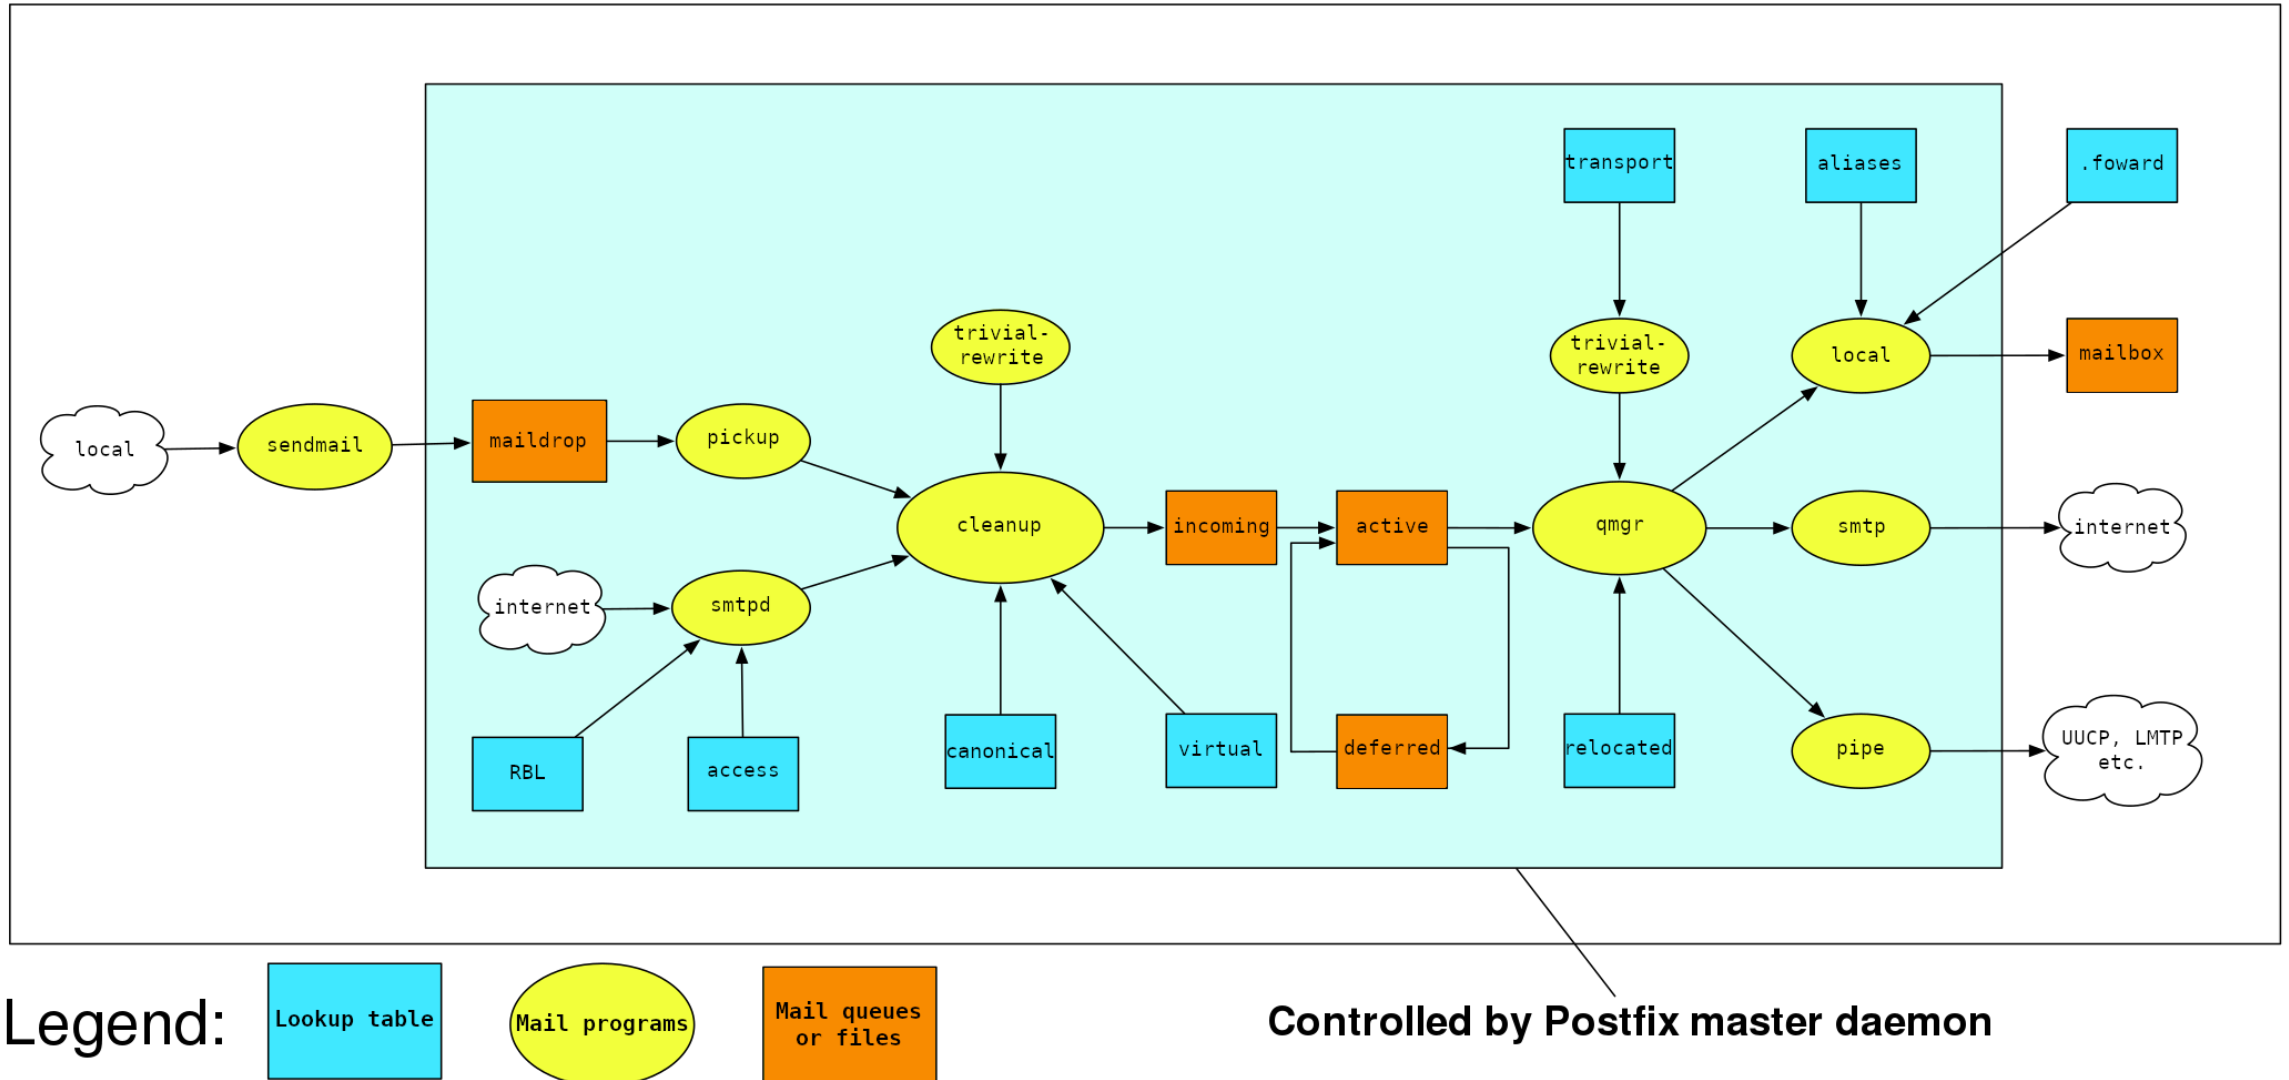 transport
aliases
.foward
trivial-
rewrite
trivial-
rewrite
local
mailbox
local
sendmail
maildrop
pickup
cleanup
incoming
active
qmgr
smtp
internet
internet
smtpd
RBL
access
canonical
virtual
deferred
relocated
pipe
UUCP, LMTP
etc.
Legend:
Lookup table
Mail programs
Mail queues
or files
Controlled by Postfix master daemon